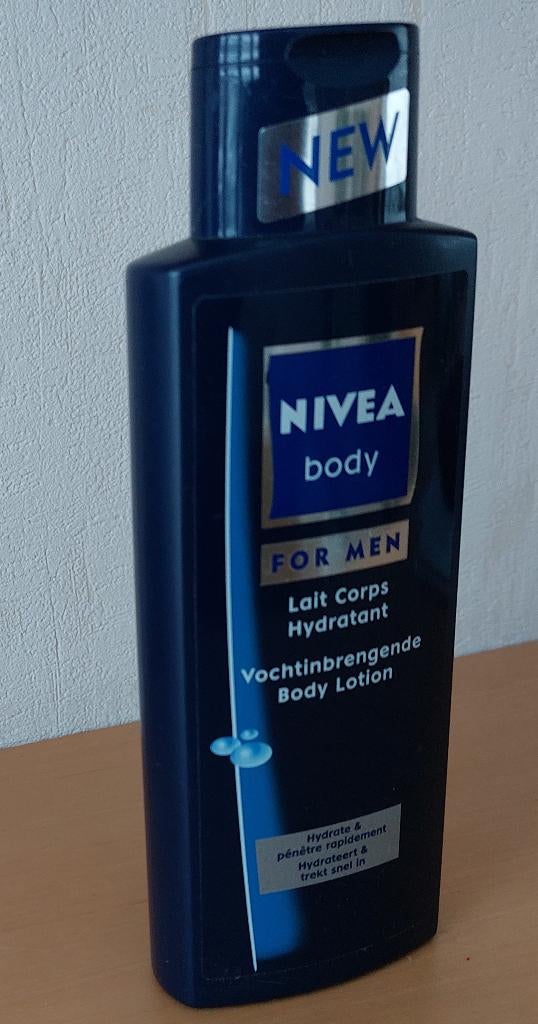 NEW
NIVEA
body
FOR MEN
Lait Corps
Hydratant
Vochtinbrengende
Body Lotion
Hydrate &
pénètre rapidement
Hydrateert &
trekt snel in